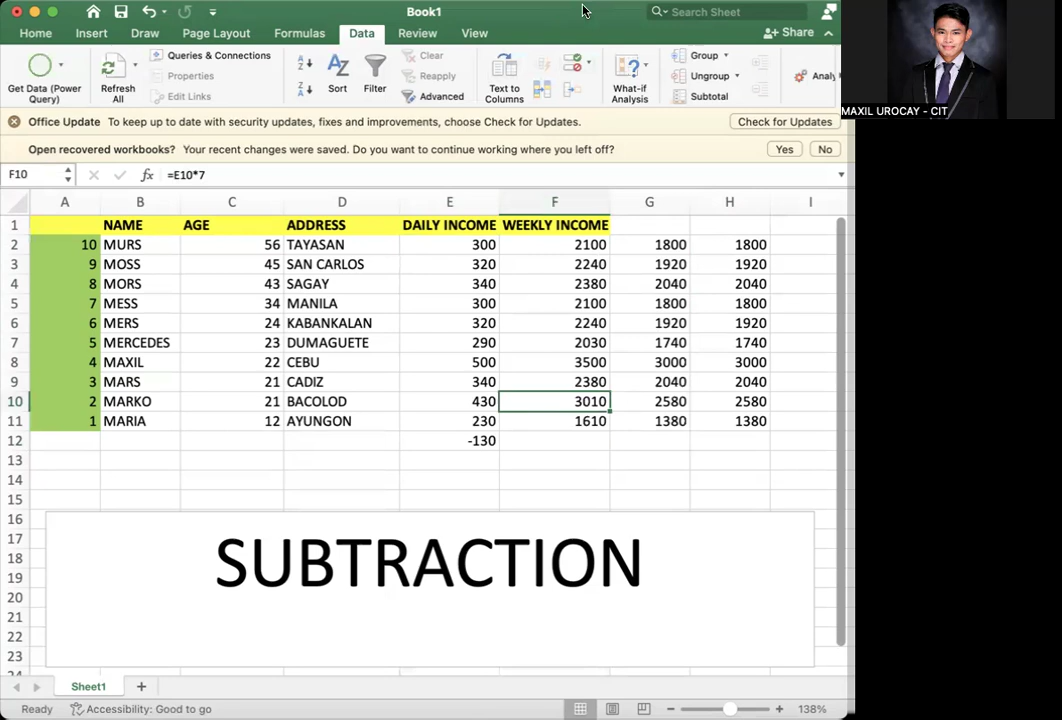 Book1
Search Sheet
Home Insert Draw Page Layout Formulas Data Review View Share
Get Data (Power Query)
Refresh All
Queries & Connections
Properties
Edit Links
Sort
Filter
Clear
Reapply
Advanced
Text to Columns
What-if Analysis
Group
Ungroup
Subtotal
Analy
MAXIL UROCAY - CIT
Office Update To keep up to date with security updates, fixes and improvements, choose Check for Updates. Check for Updates
Open recovered workbooks? Your recent changes were saved. Do you want to continue working where you left off? Yes No
F10 fx =E10*7
A B C D E F G H I
1 NAME AGE ADDRESS DAILY INCOME WEEKLY INCOME
2 10 MURS 56 TAYASAN 300 2100 1800 1800
3 9 MOSS 45 SAN CARLOS 320 2240 1920 1920
4 8 MORS 43 SAGAY 340 2380 2040 2040
5 7 MESS 34 MANILA 300 2100 1800 1800
6 6 MERS 24 KABANKALAN 320 2240 1920 1920
7 5 MERCEDES 23 DUMAGUETE 290 2030 1740 1740
8 4 MAXIL 22 CEBU 500 3500 3000 3000
9 3 MARS 21 CADIZ 340 2380 2040 2040
10 2 MARKO 21 BACOLOD 430 3010 2580 2580
11 1 MARIA 12 AYUNGON 230 1610 1380 1380
12 -130
13
14
15
16
17
18
19
20
21
22
23
SUBTRACTION
Sheet1
Ready Accessibility: Good to go 138%